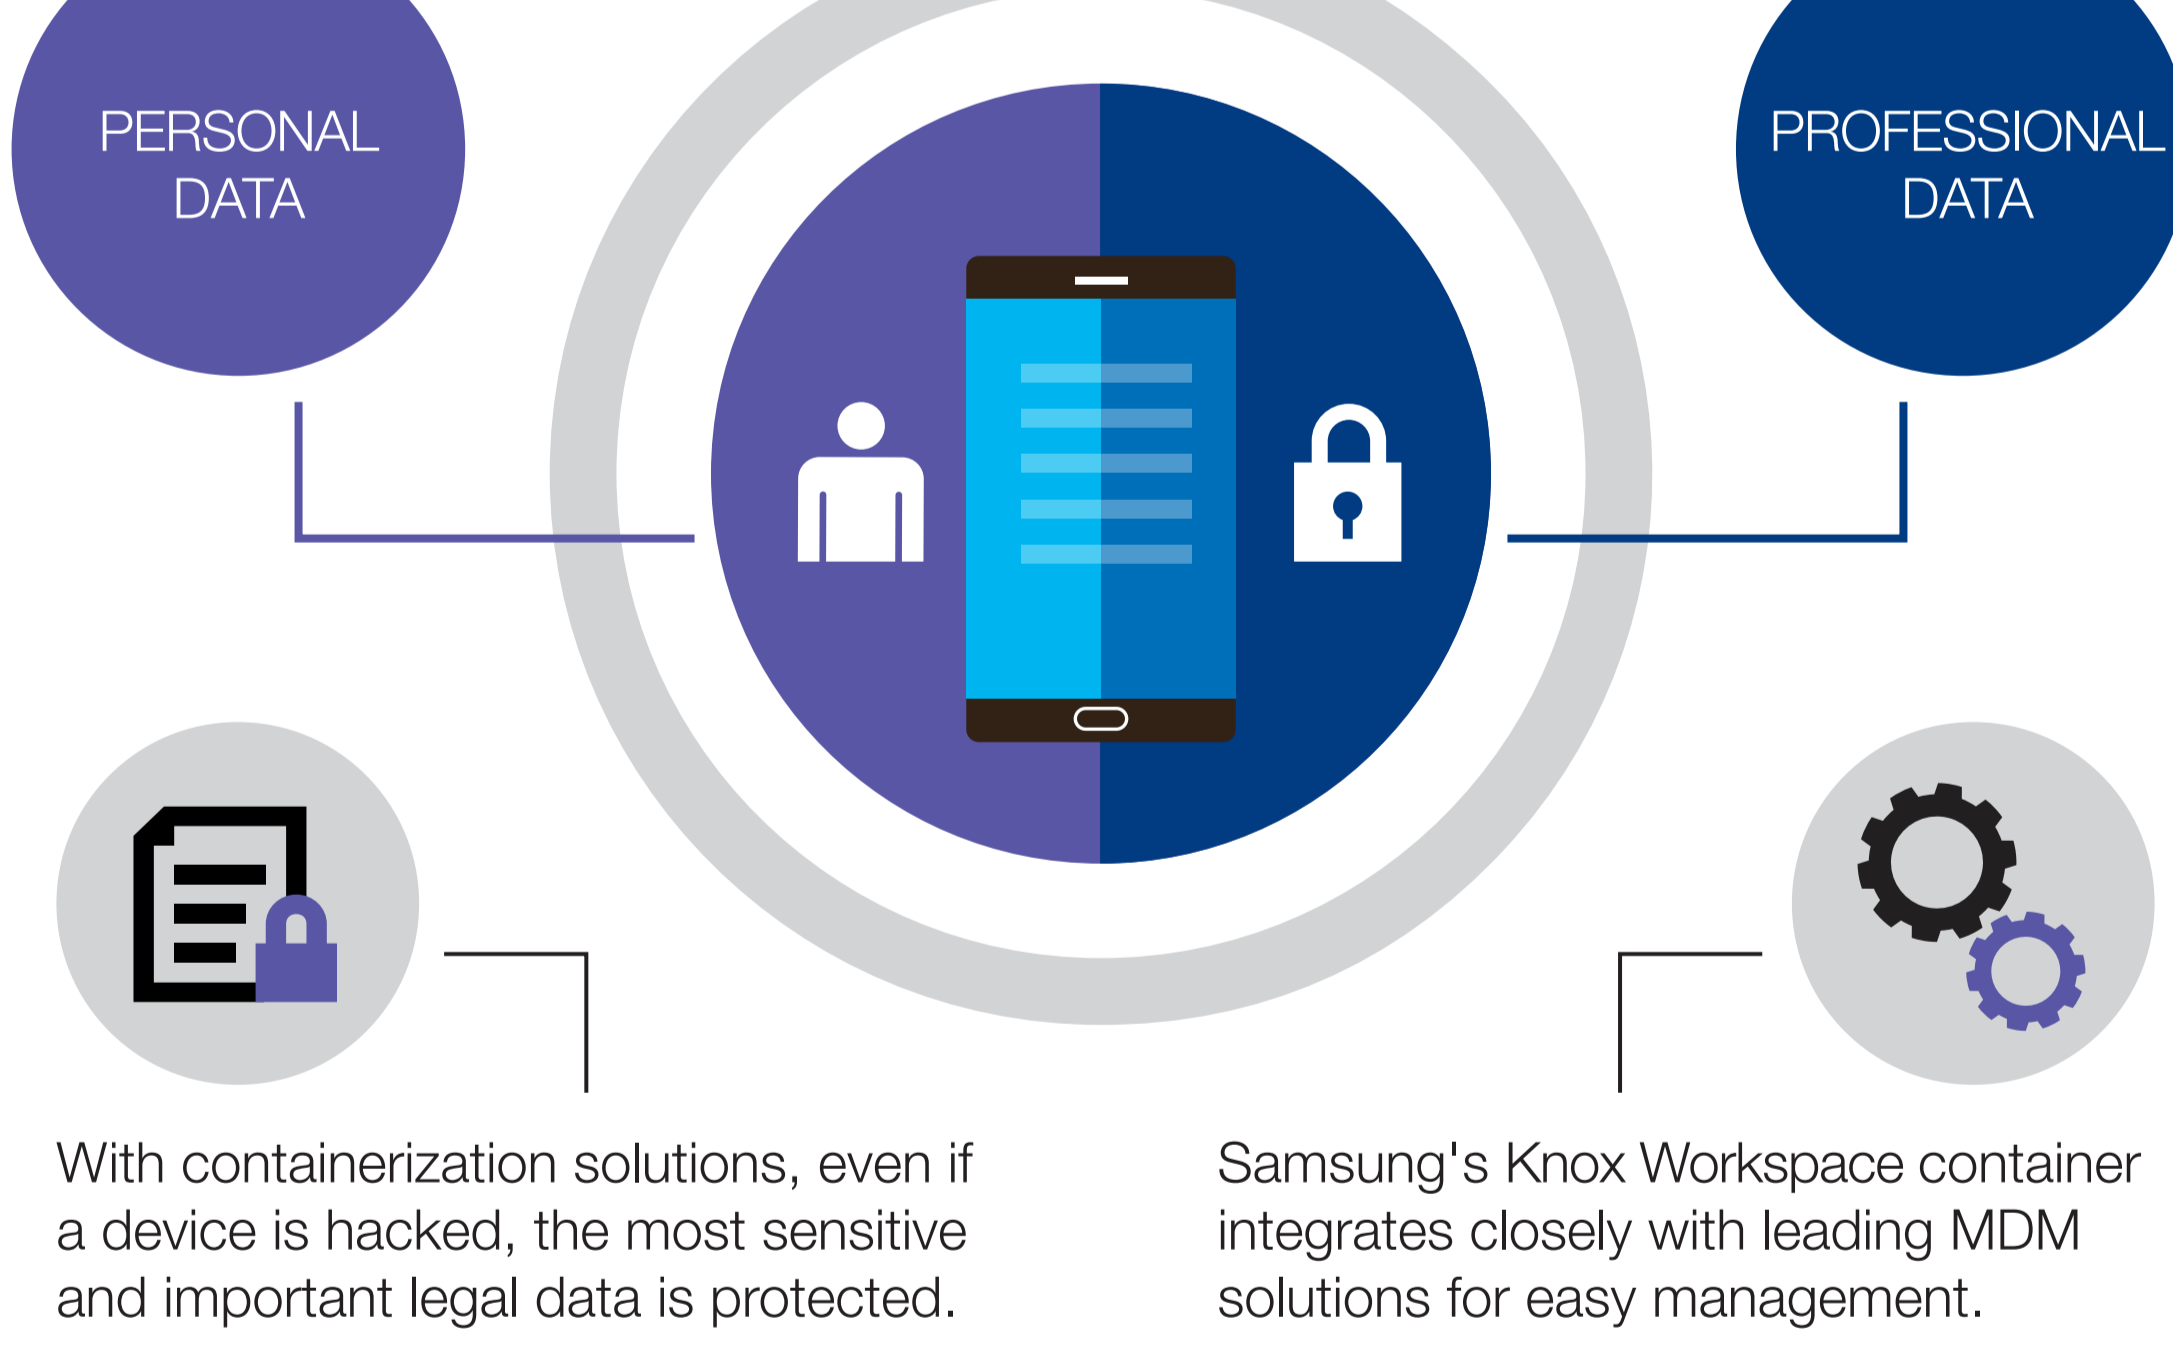 PERSONAL
DATA
PROFESSIONAL
DATA
With containerization solutions, even if
a device is hacked, the most sensitive
and important legal data is protected.
Samsung's Knox Workspace container
integrates closely with leading MDM
solutions for easy management.